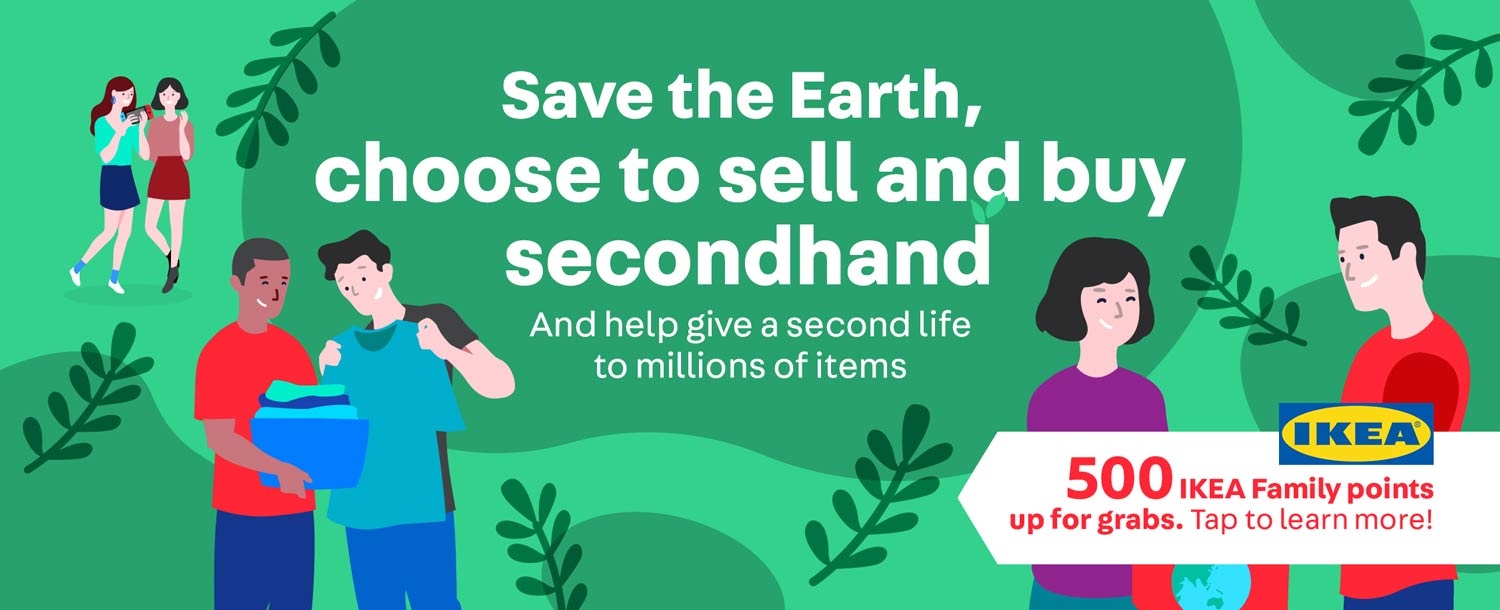 Save the Earth,
choose to sell and buy
secondhand
And help give a second life
to millions of items
IKEA®
500 IKEA Family points
up for grabs. Tap to learn more!